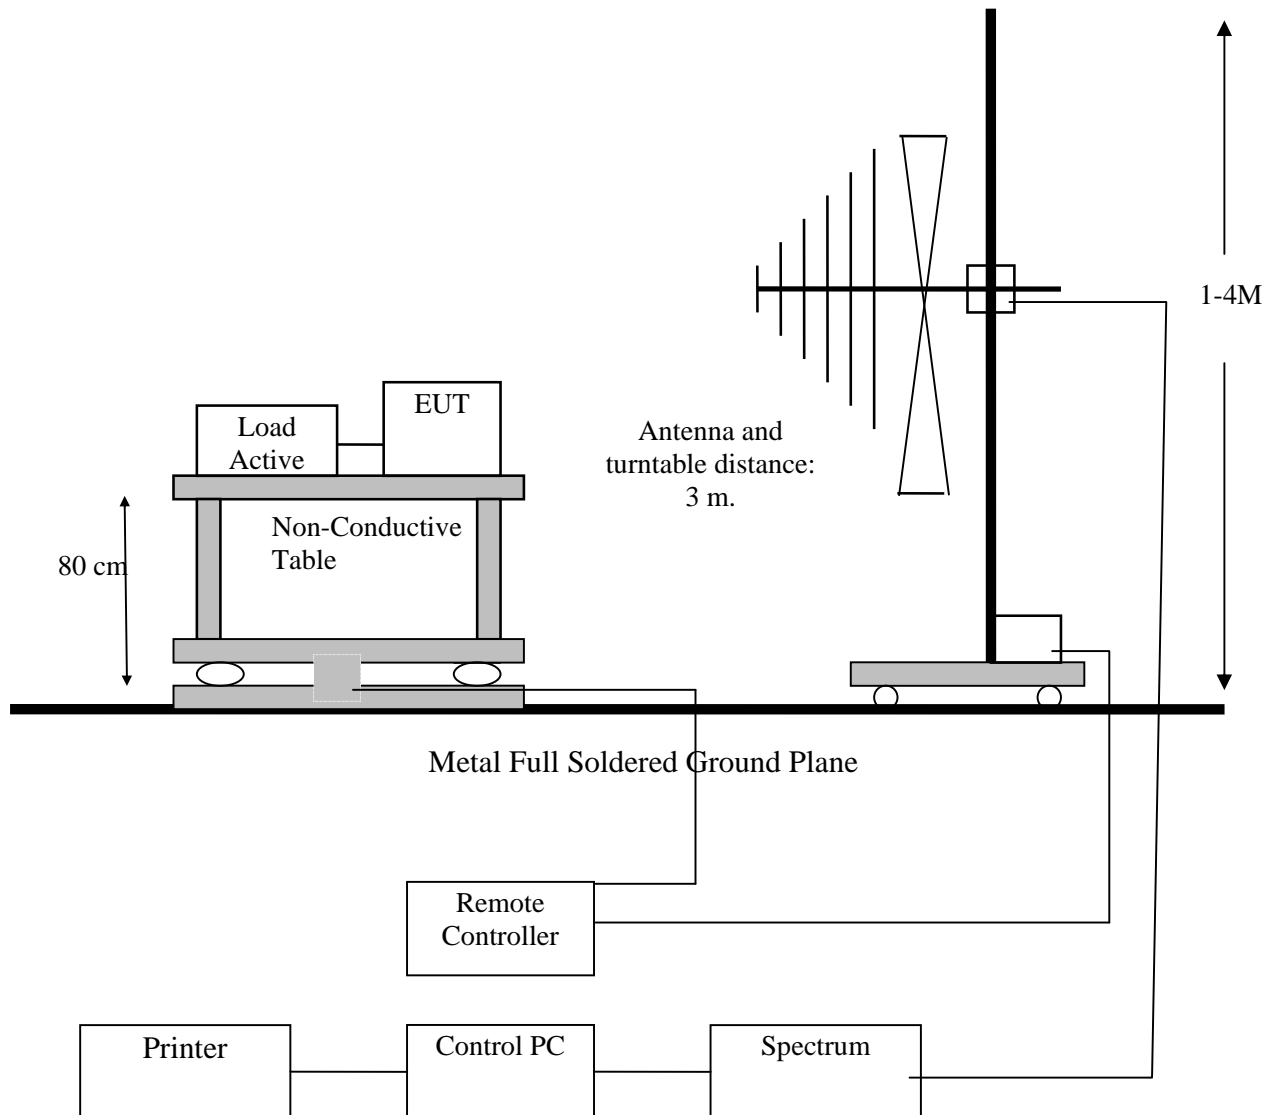 1-4M
EUT
Load
Active
Antenna and
turntable distance:
3 m.
Non-Conductive
Table
80 cm
Metal Full Soldered Ground Plane
Remote
Controller
Printer
Control PC
Spectrum